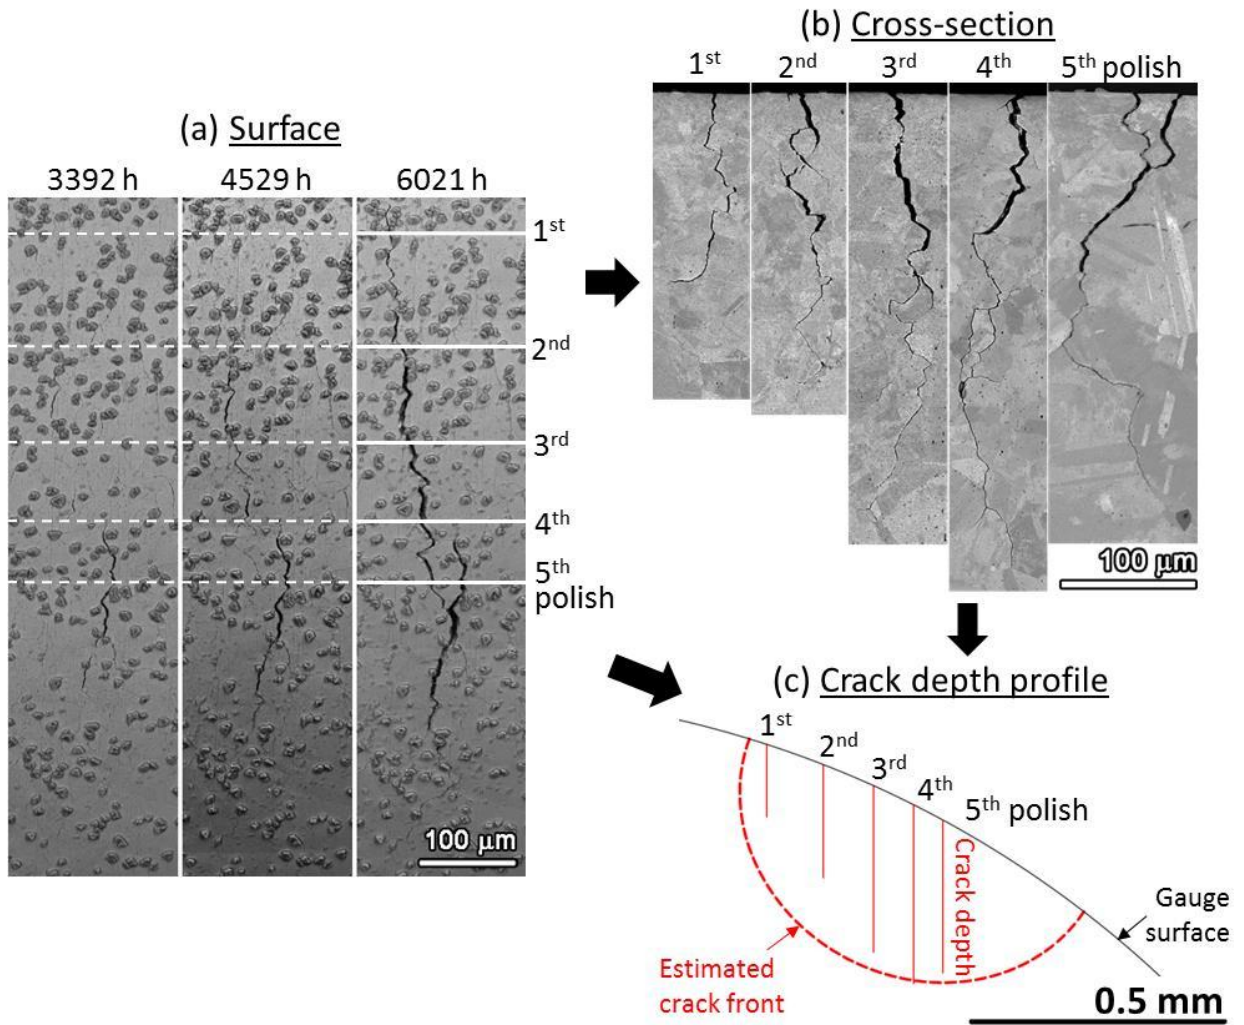 (a) Surface
3392 h 4529 h 6021 h
1st
2nd
3rd
4th
5th
polish
100 μm
(b) Cross-section
1st 2nd 3rd 4th 5th polish
100 μm
(c) Crack depth profile
1st
2nd
3rd
4th
5th polish
Crack depth
Gauge
surface
Estimated
crack front
0.5 mm